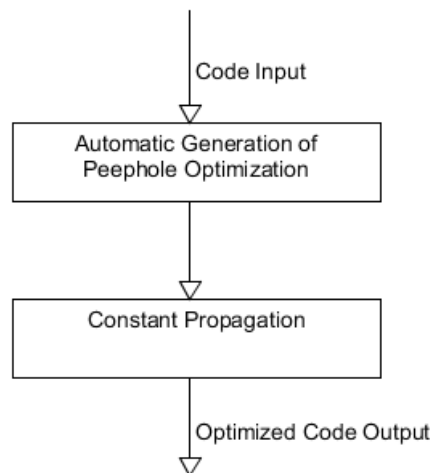 Code Input
Automatic Generation of
Peephole Optimization
Constant Propagation
Optimized Code Output